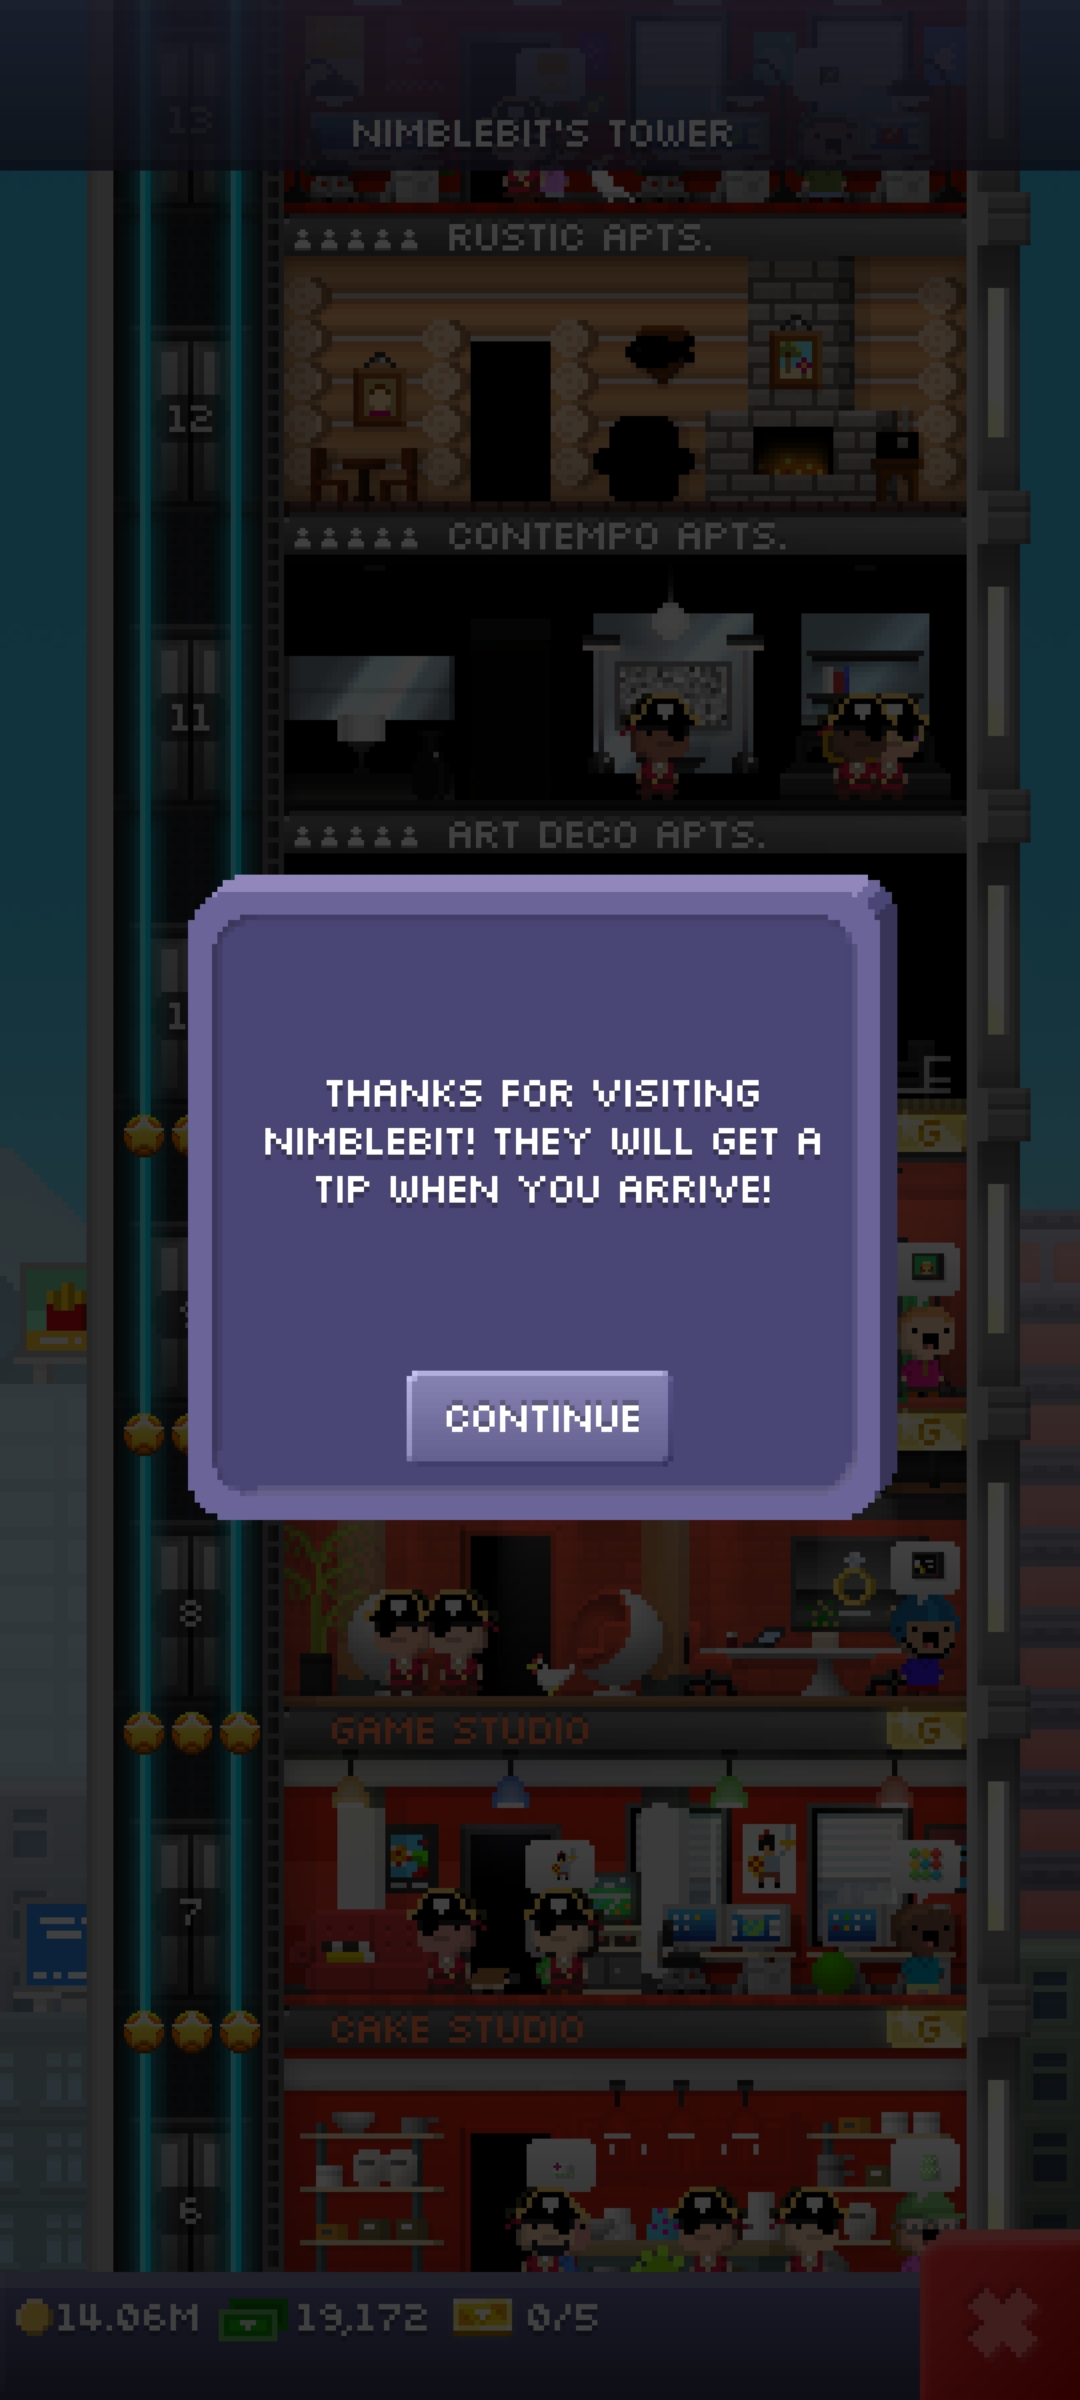 13
NIMBLEBIT'S TOWER
RUSTIC APTS.
12
CONTEMPO APTS.
11
ART DECO APTS.
THANKS FOR VISITING
NIMBLEBIT! THEY WILL GET A
TIP WHEN YOU ARRIVE!
G
G
CONTINUE
8
GAME STUDIO G
7
CAKE STUDIO G
6
14.06M 19,172 0/5